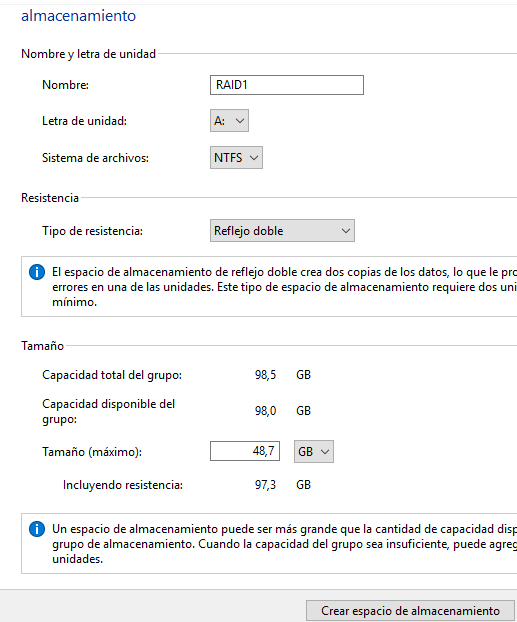 almacenamiento
Nombre y letra de unidad
Nombre: RAID1
Letra de unidad: A:
Sistema de archivos: NTFS
Resistencia
Tipo de resistencia: Reflejo doble
El espacio de almacenamiento de reflejo doble crea dos copias de los datos, lo que le pro
errores en una de las unidades. Este tipo de espacio de almacenamiento requiere dos uni
mínimo.
Tamaño
Capacidad total del grupo: 98,5 GB
Capacidad disponible del
grupo: 98,0 GB
Tamaño (máximo): 48,7 GB
Incluyendo resistencia: 97,3 GB
Un espacio de almacenamiento puede ser más grande que la cantidad de capacidad disp
grupo de almacenamiento. Cuando la capacidad del grupo sea insuficiente, puede agreg
unidades.
Crear espacio de almacenamiento